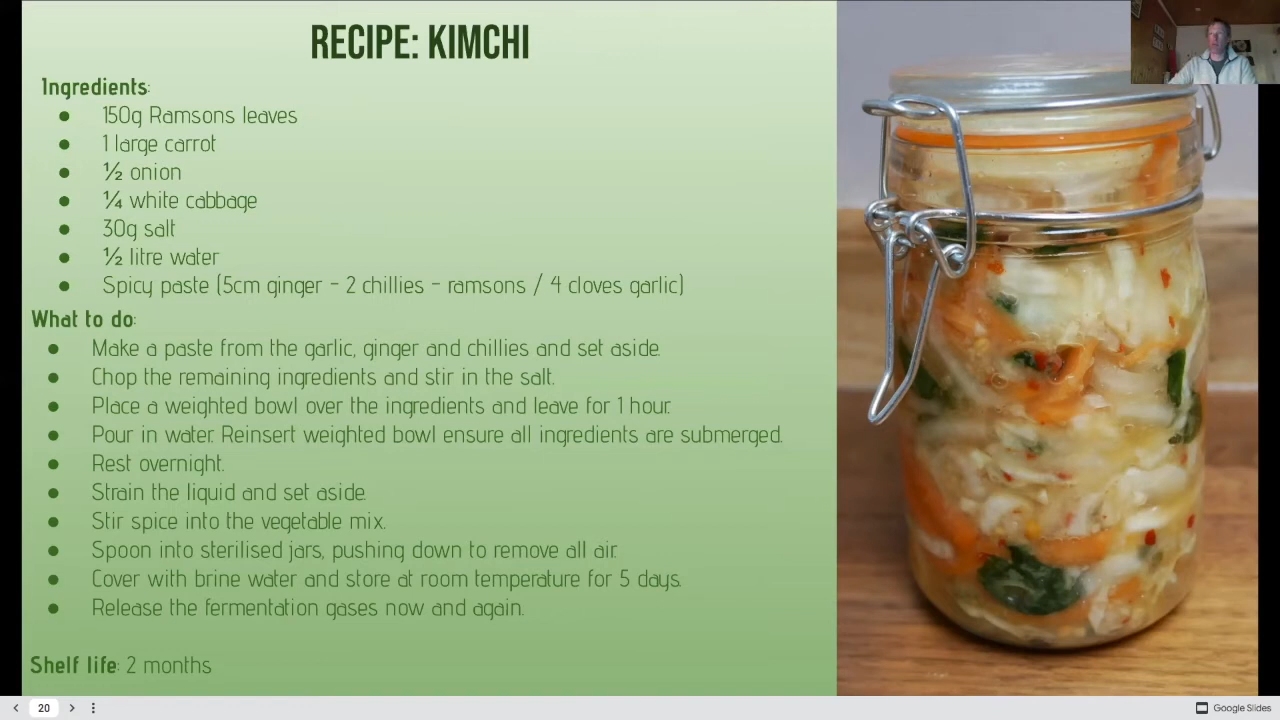 RECIPE: KIMCHI
Ingredients:
● 150g Ramsons leaves
● 1 large carrot
● ½ onion
● ¼ white cabbage
● 30g salt
● ½ litre water
● Spicy paste (5cm ginger - 2 chillies - ramsons / 4 cloves garlic)
What to do:
● Make a paste from the garlic, ginger and chillies and set aside.
● Chop the remaining ingredients and stir in the salt.
● Place a weighted bowl over the ingredients and leave for 1 hour.
● Pour in water. Reinsert weighted bowl ensure all ingredients are submerged.
● Rest overnight.
● Strain the liquid and set aside.
● Stir spice into the vegetable mix.
● Spoon into sterilised jars, pushing down to remove all air.
● Cover with brine water and store at room temperature for 5 days.
● Release the fermentation gases now and again.
Shelf life: 2 months
20
Google Slides